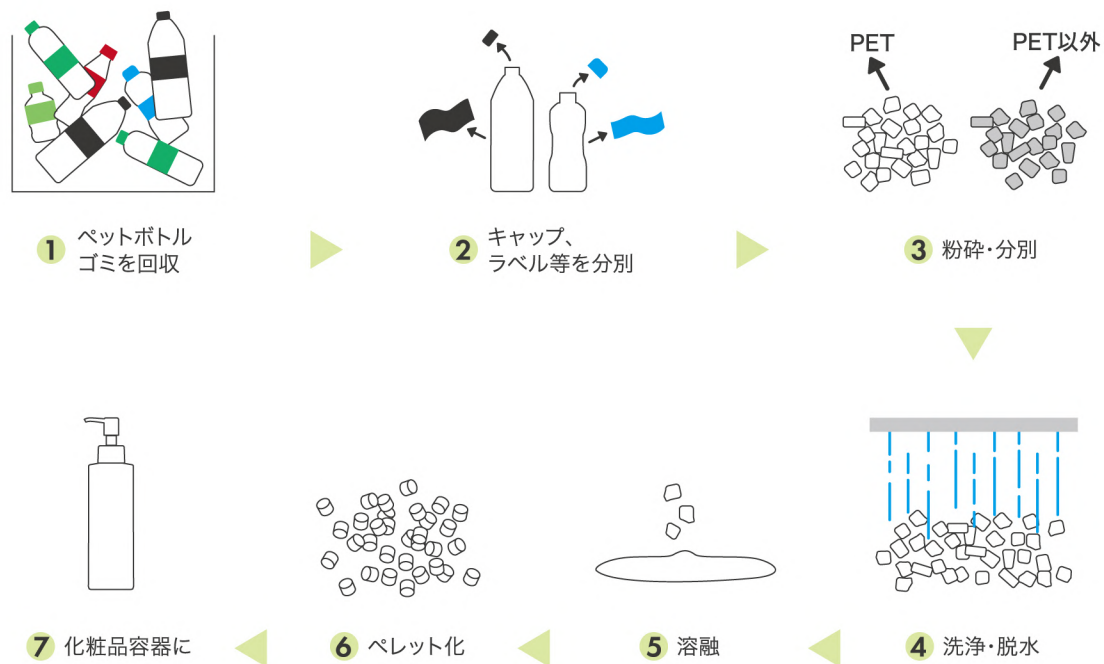 ① ペットボトル
ゴミを回収
② キャップ、
ラベル等を分別
PET
PET以外
③ 粉砕・分別
④ 洗浄・脱水
⑤ 溶融
⑥ ペレット化
⑦ 化粧品容器に